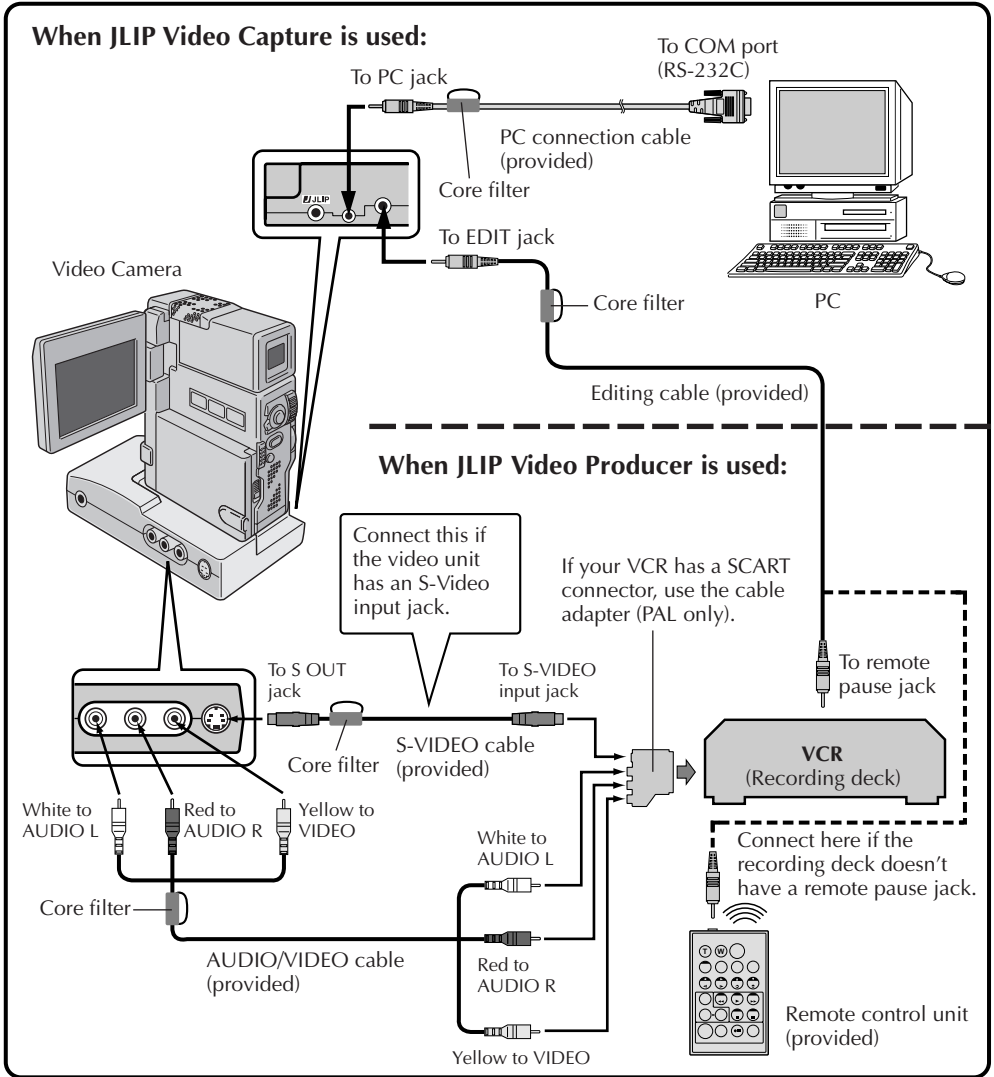 When JLIP Video Capture is used:
To COM port
(RS-232C)
To PC jack
PC connection cable
(provided)
Core filter
JLIP
To EDIT jack
Video Camera
Core filter
PC
Editing cable (provided)
When JLIP Video Producer is used:
Connect this if
the video unit
has an S-Video
input jack.
If your VCR has a SCART
connector, use the cable
adapter (PAL only).
To S OUT
jack
To S-VIDEO
input jack
To remote
pause jack
Core filter
S-VIDEO cable
(provided)
VCR
(Recording deck)
White to
AUDIO L
Red to
AUDIO R
Yellow to
VIDEO
White to
AUDIO L
Connect here if the
recording deck doesn't
have a remote pause jack.
Core filter
AUDIO/VIDEO cable
(provided)
Red to
AUDIO R
T W
Remote control unit
(provided)
Yellow to VIDEO